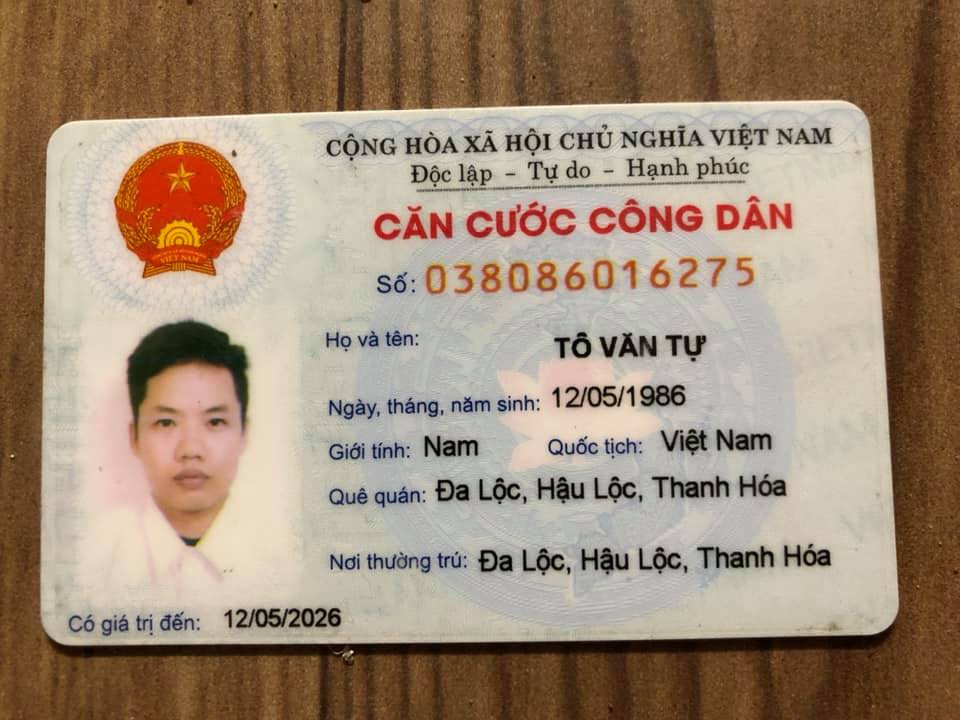 CỘNG HÒA XÃ HỘI CHỦ NGHĨA VIỆT NAM
Độc lập - Tự do - Hạnh phúc
CĂN CƯỚC CÔNG DÂN
Số: 038086016275
Họ và tên: TÔ VĂN TỰ
Ngày, tháng, năm sinh: 12/05/1986
Giới tính: Nam Quốc tịch: Việt Nam
Quê quán: Đa Lộc, Hậu Lộc, Thanh Hóa
Nơi thường trú: Đa Lộc, Hậu Lộc, Thanh Hóa
Có giá trị đến: 12/05/2026
VIỆT NAM